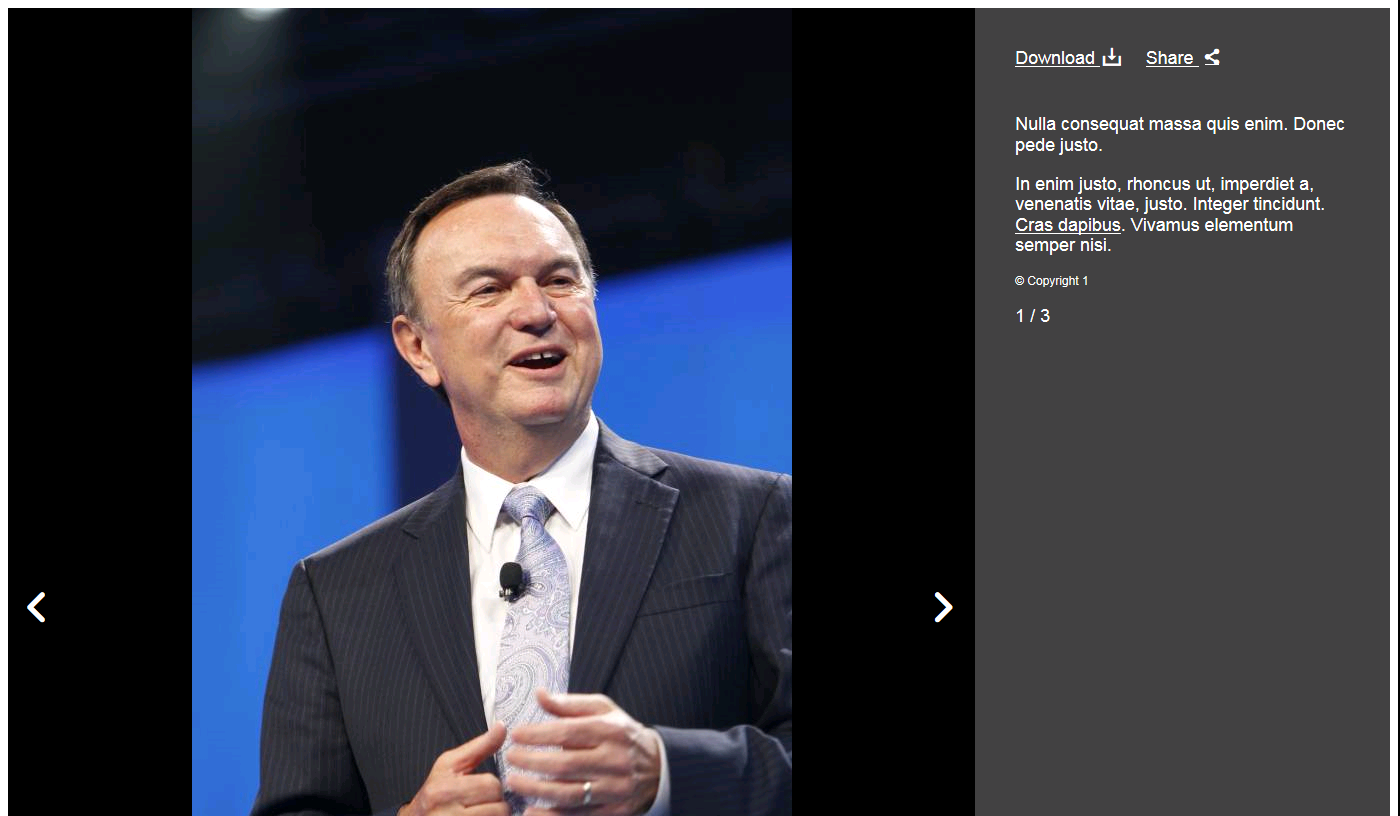 Download Share
Nulla consequat massa quis enim. Donec
pede justo.
In enim justo, rhoncus ut, imperdiet a,
venenatis vitae, justo. Integer tincidunt.
Cras dapibus. Vivamus elementum
semper nisi.
© Copyright 1
1 / 3